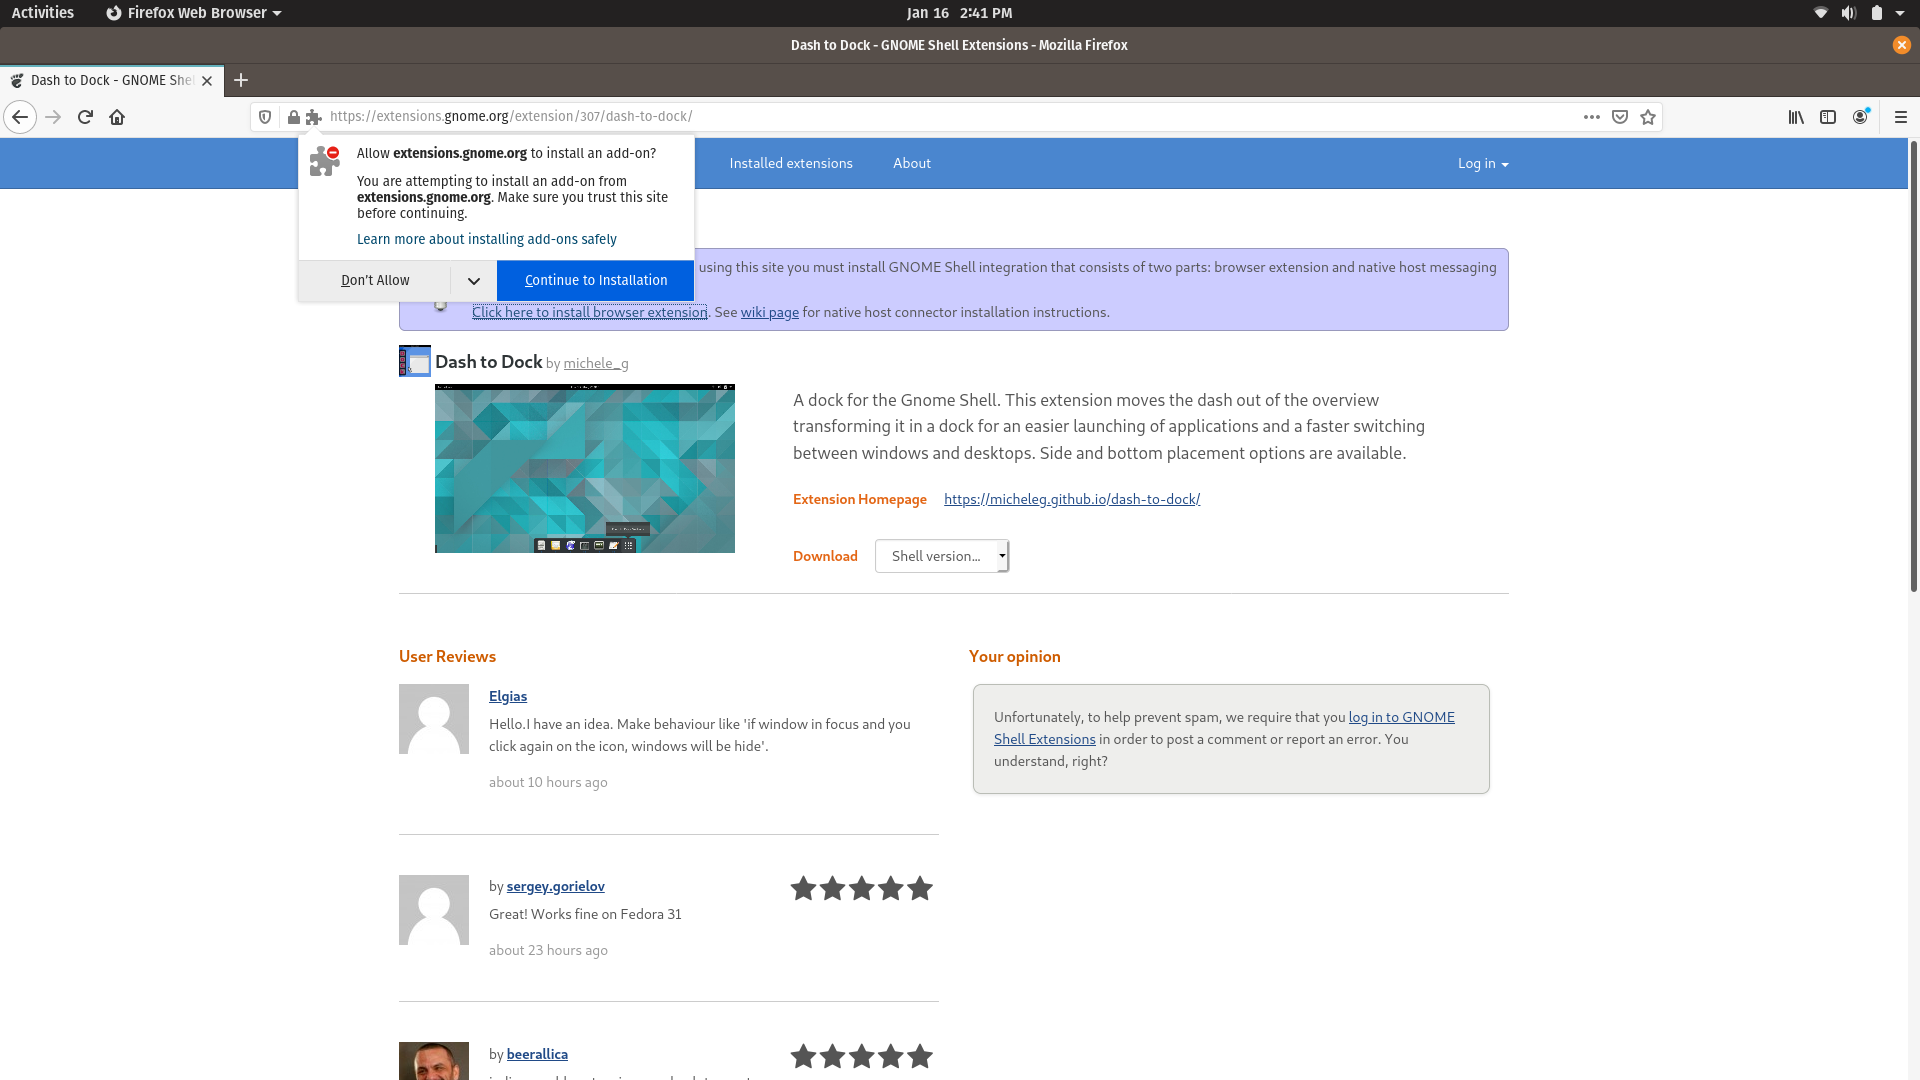 Activities
Firefox Web Browser
Jan 16 2:41 PM
Dash to Dock - GNOME Shell Extensions - Mozilla Firefox
Dash to Dock - GNOME She
https://extensions.gnome.org/extension/307/dash-to-dock/
Allow extensions.gnome.org to install an add-on?
You are attempting to install an add-on from
extensions.gnome.org. Make sure you trust this site
before continuing.
Learn more about installing add-ons safely
Don't Allow
Continue to Installation
Installed extensions
About
Log in
using this site you must install GNOME Shell integration that consists of two parts: browser extension and native host messaging
Click here to install browser extension. See wiki page for native host connector installation instructions.
Dash to Dock by michele_g
A dock for the Gnome Shell. This extension moves the dash out of the overview
transforming it in a dock for an easier launching of applications and a faster switching
between windows and desktops. Side and bottom placement options are available.
Extension Homepage https://micheleg.github.io/dash-to-dock/
Download Shell version...
User Reviews
Elgias
Hello.I have an idea. Make behaviour like 'if window in focus and you
click again on the icon, windows will be hide'.
about 10 hours ago
by sergey.gorielov
Great! Works fine on Fedora 31
about 23 hours ago
by beerallica
Your opinion
Unfortunately, to help prevent spam, we require that you log in to GNOME
Shell Extensions in order to post a comment or report an error. You
understand, right?